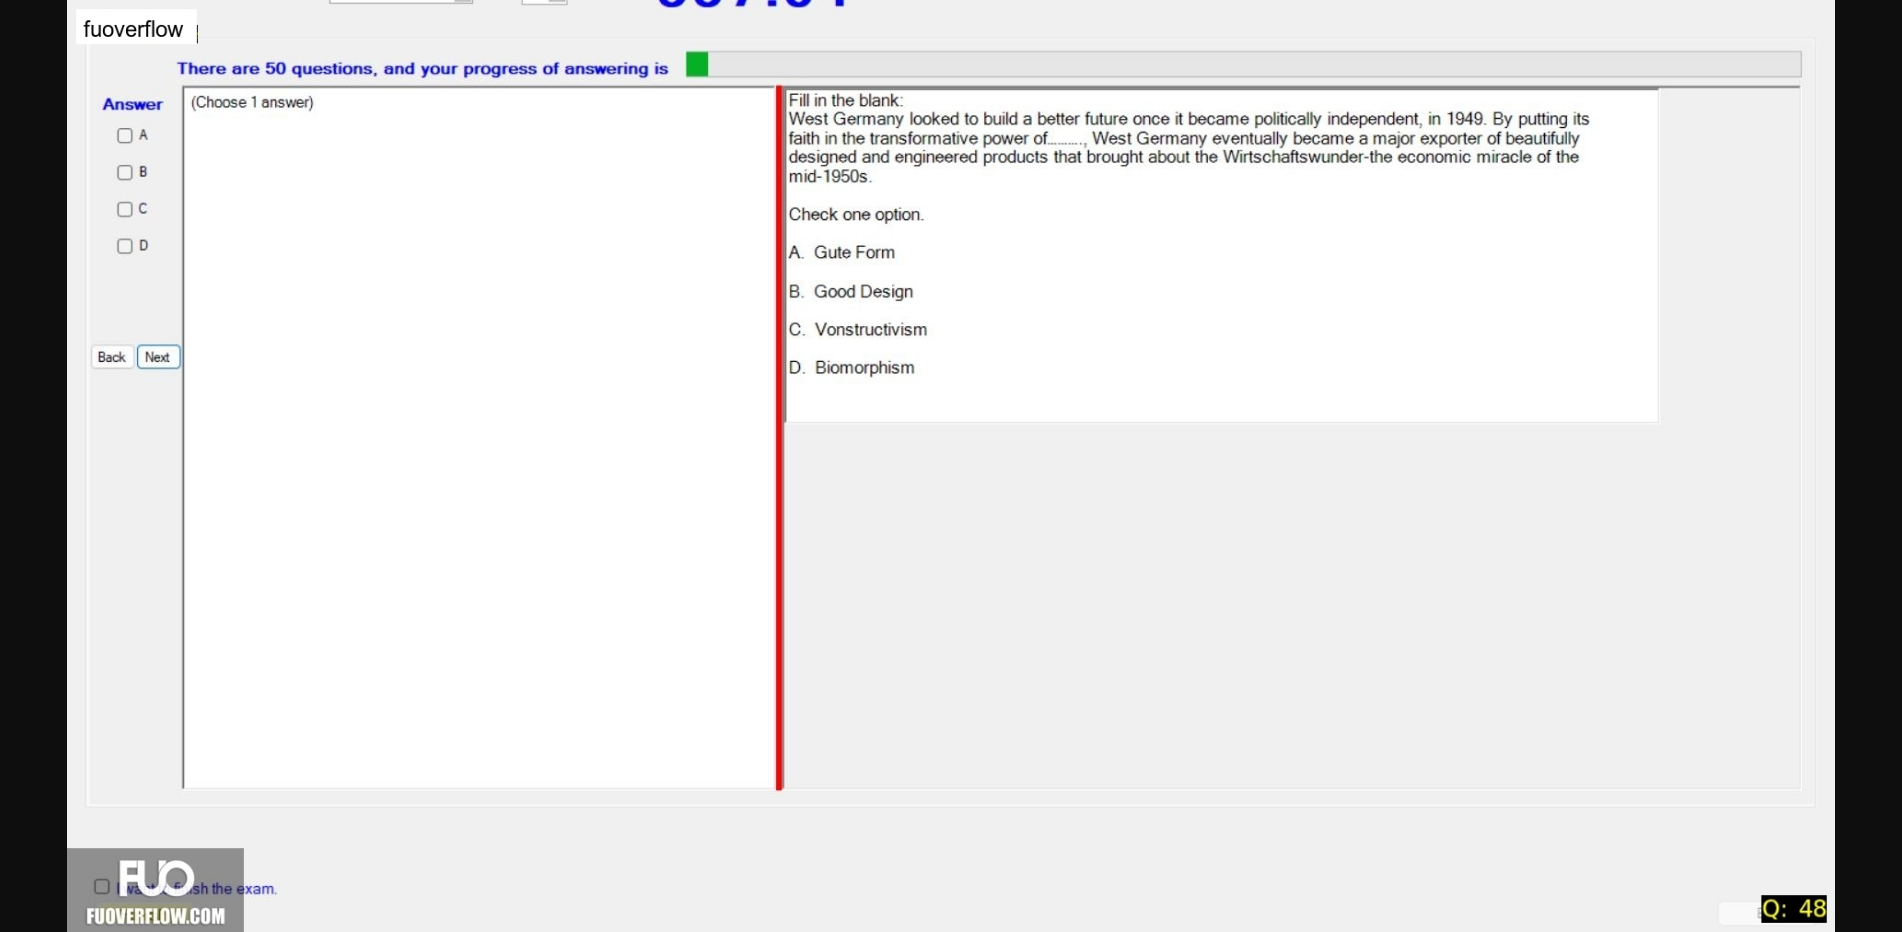 fuoverflow
There are 50 questions, and your progress of answering is
Answer
(Choose 1 answer)
A
B
C
D
Back
Next
Fill in the blank:
West Germany looked to build a better future once it became politically independent, in 1949. By putting its
faith in the transformative power of.........., West Germany eventually became a major exporter of beautifully
designed and engineered products that brought about the Wirtschaftswunder-the economic miracle of the
mid-1950s.
Check one option.
A. Gute Form
B. Good Design
C. Vonstructivism
D. Biomorphism
FUO
the exam.
FUOVERFLOW.COM
Q: 48